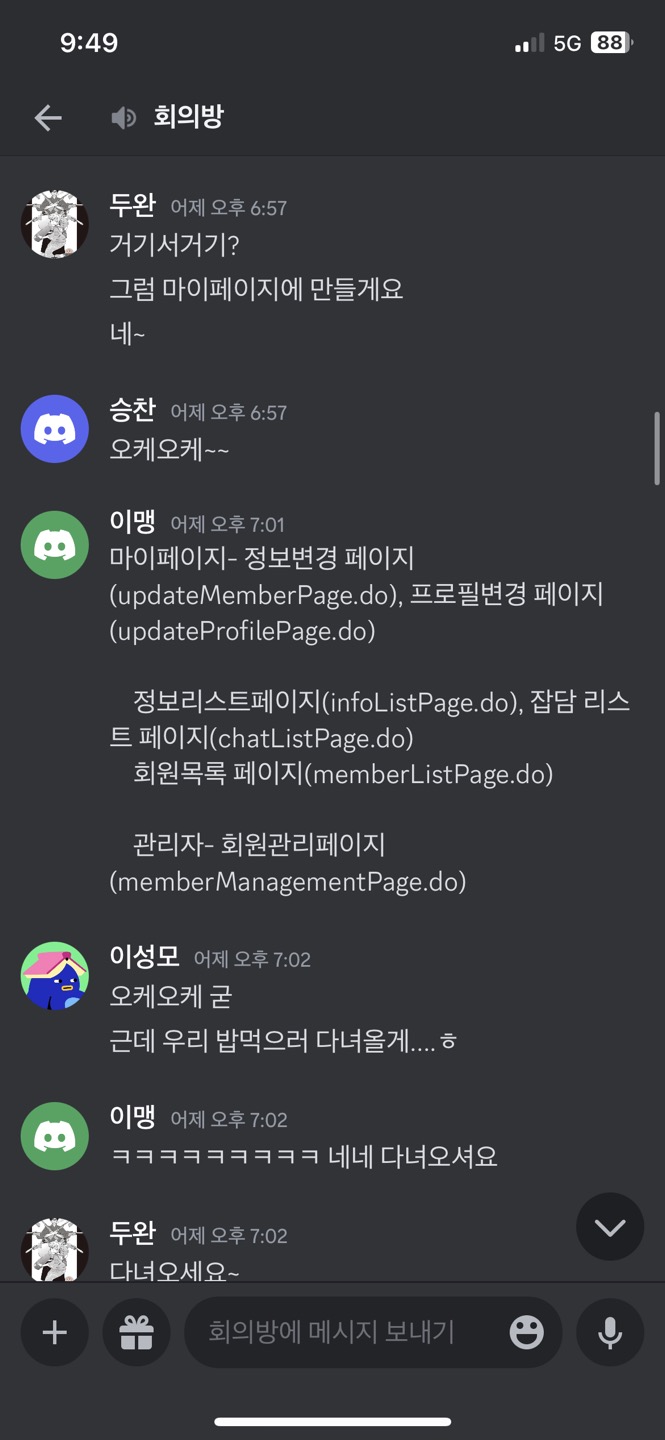 9:49
5G 88
회의방
두완 어제 오후 6:57
거기서거기?
그럼 마이페이지에 만들게요
네~
승찬 어제 오후 6:57
오케오케~~
이맹 어제 오후 7:01
마이페이지- 정보변경 페이지
(updateMemberPage.do), 프로필변경 페이지
(updateProfilePage.do)
정보리스트페이지(infoListPage.do), 잡담 리스
트 페이지(chatListPage.do)
회원목록 페이지(memberListPage.do)
관리자- 회원관리페이지
(memberManagementPage.do)
이성모 어제 오후 7:02
오케오케 굳
근데 우리 밥먹으러 다녀올게....ㅎ
이맹 어제 오후 7:02
ㅋㅋㅋㅋㅋㅋㅋㅋㅋ 네네 다녀오셔요
두완 어제 오후 7:02
다녀오세요~
회의방에 메시지 보내기